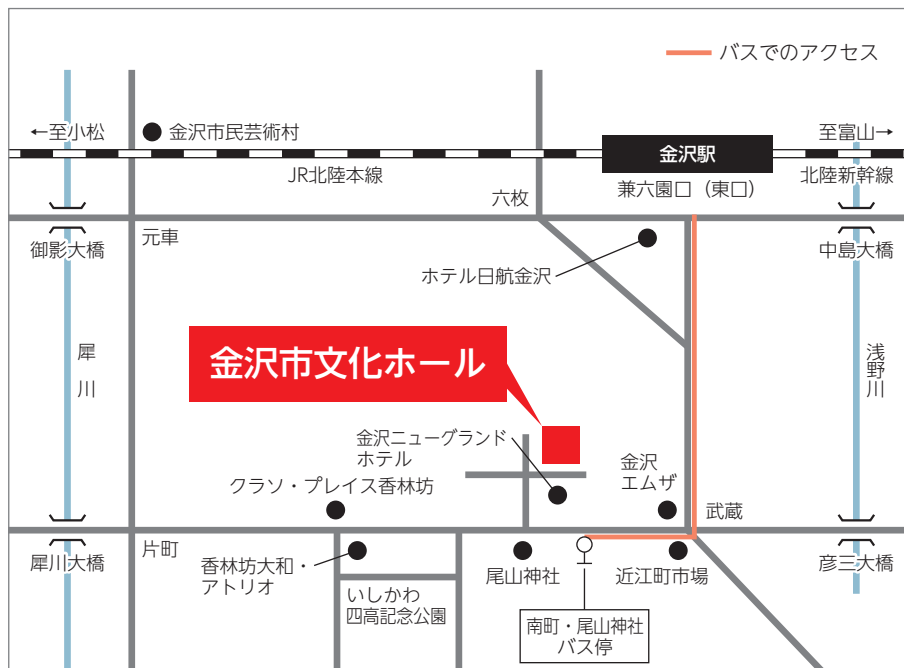 バスでのアクセス
←至小松
金沢市民芸術村
金沢駅
至富山→
JR北陸本線
兼六園口（東口）
北陸新幹線
六枚
御影大橋
元車
中島大橋
ホテル日航金沢
犀川
浅野川
金沢市文化ホール
金沢ニューグランド
ホテル
金沢
エムザ
クラソ・プレイス香林坊
武蔵
犀川大橋
片町
香林坊大和・
アトリオ
尾山神社
近江町市場
彦三大橋
いしかわ
四高記念公園
南町・尾山神社
バス停